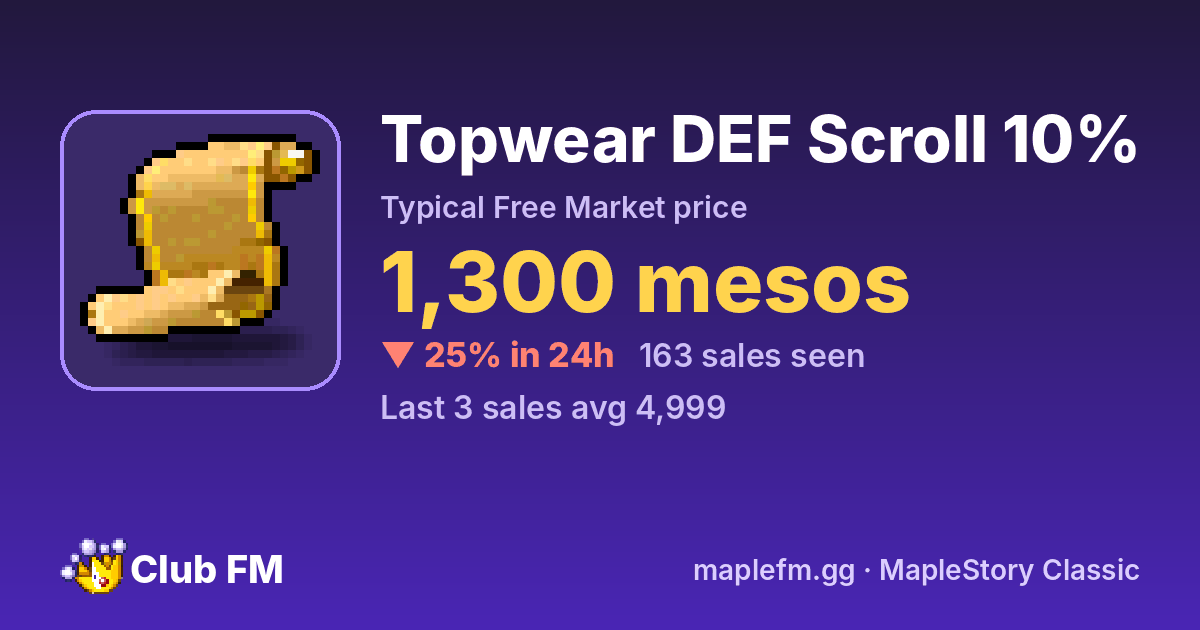 Topwear DEF Scroll 10%
Typical Free Market price
1,300 mesos
▼ 25% in 24h 163 sales seen
Last 3 sales avg 4,999
Club FM
maplefm.gg · MapleStory Classic